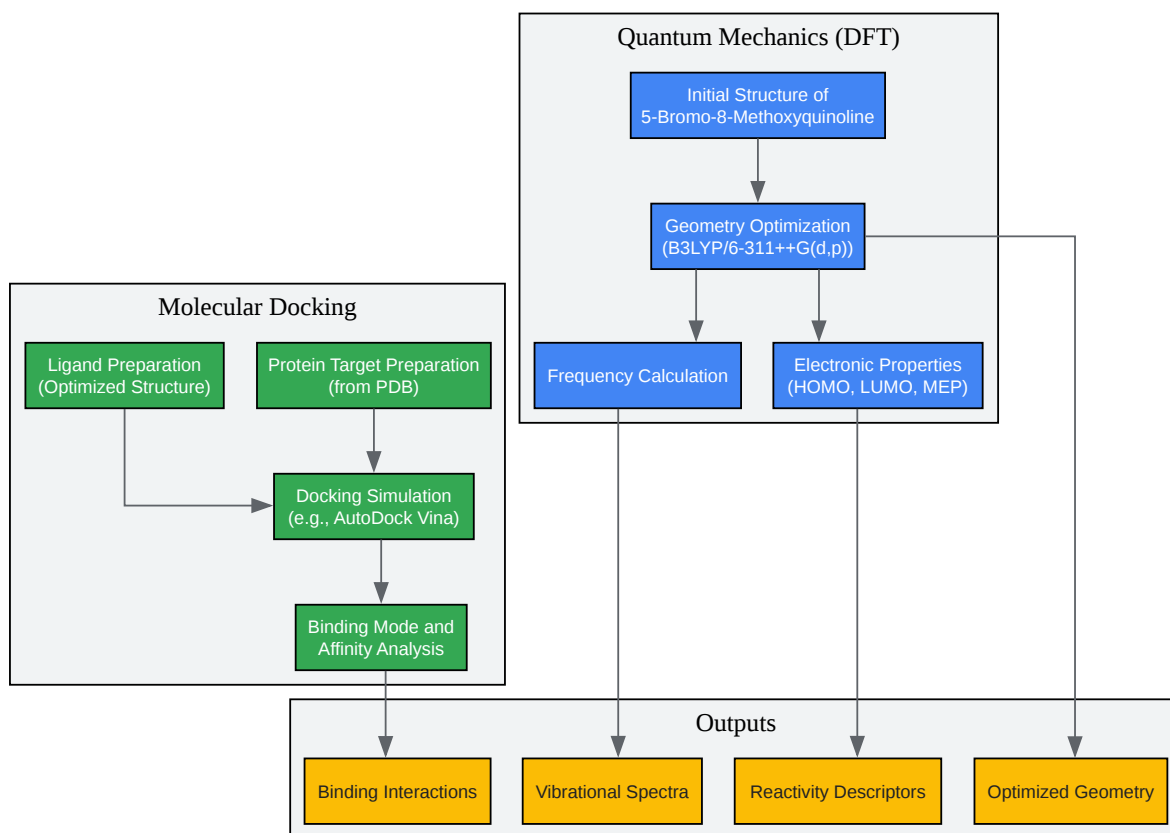 Quantum Mechanics (DFT)
Initial Structure of
5-Bromo-8-Methoxyquinoline
Geometry Optimization
(B3LYP/6-311++G(d,p))
Frequency Calculation
Electronic Properties
(HOMO, LUMO, MEP)
Molecular Docking
Ligand Preparation
(Optimized Structure)
Protein Target Preparation
(from PDB)
Docking Simulation
(e.g., AutoDock Vina)
Binding Mode and
Affinity Analysis
Outputs
Binding Interactions
Vibrational Spectra
Reactivity Descriptors
Optimized Geometry